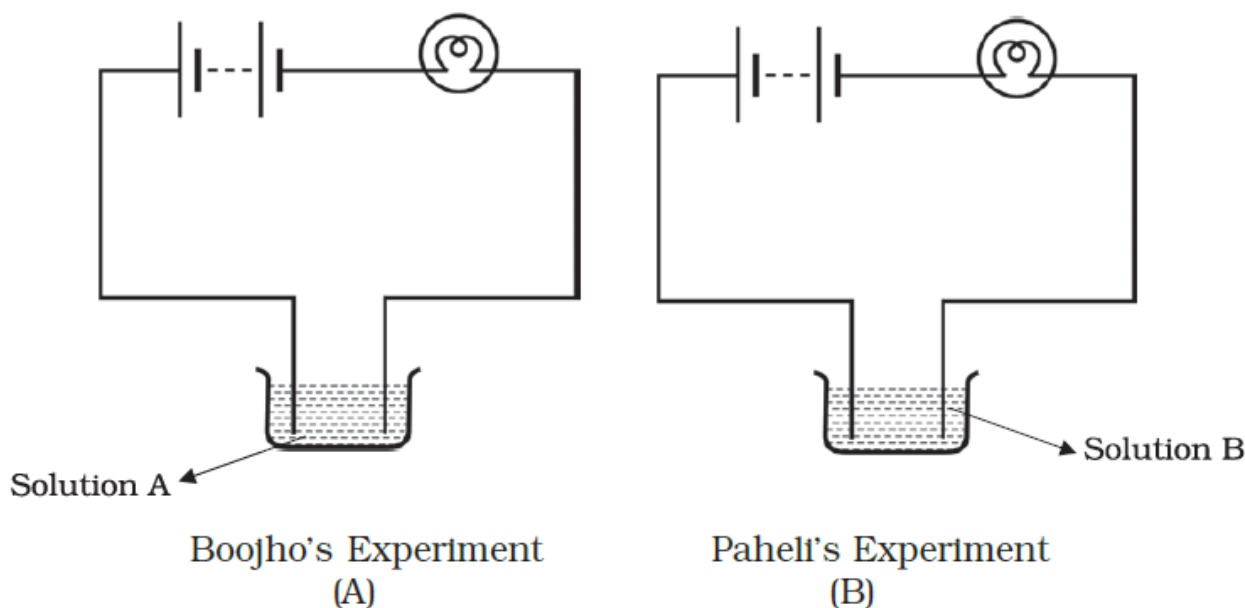 Solution A
Solution B
Boojho's Experiment
(A)
Paheli's Experiment
(B)